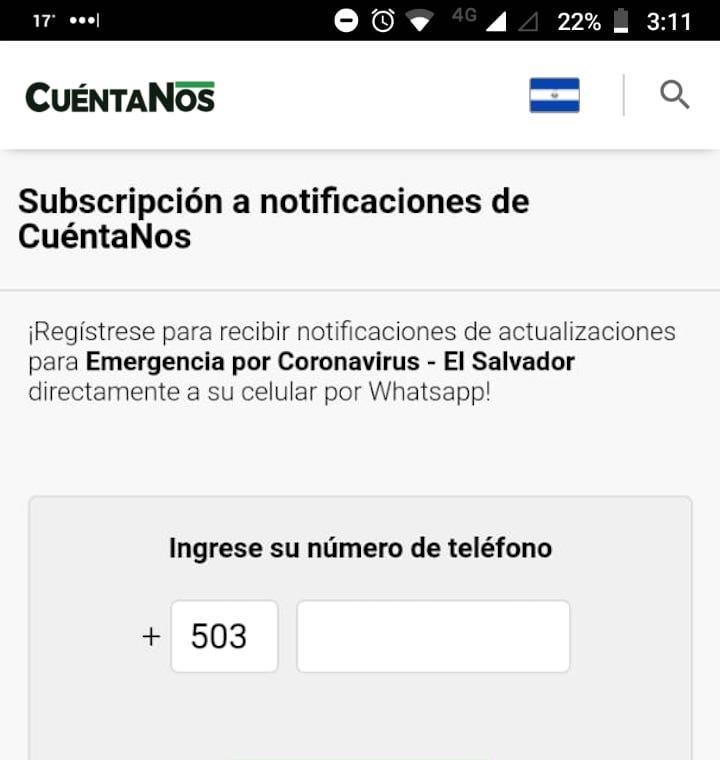 17°
4G 22% 3:11
CUÉNTANOS
Subscripción a notificaciones de
CuéntaNos
¡Regístrese para recibir notificaciones de actualizaciones
para Emergencia por Coronavirus - El Salvador
directamente a su celular por Whatsapp!
Ingrese su número de teléfono
+ 503